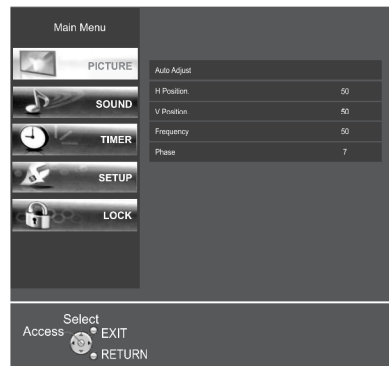 Main Menu
PICTURE
SOUND
TIMER
SETUP
LOCK
Auto Adjust
H Position. 50
V Position. 50
Frequency 50
Phase 7
Select
Access
EXIT
RETURN